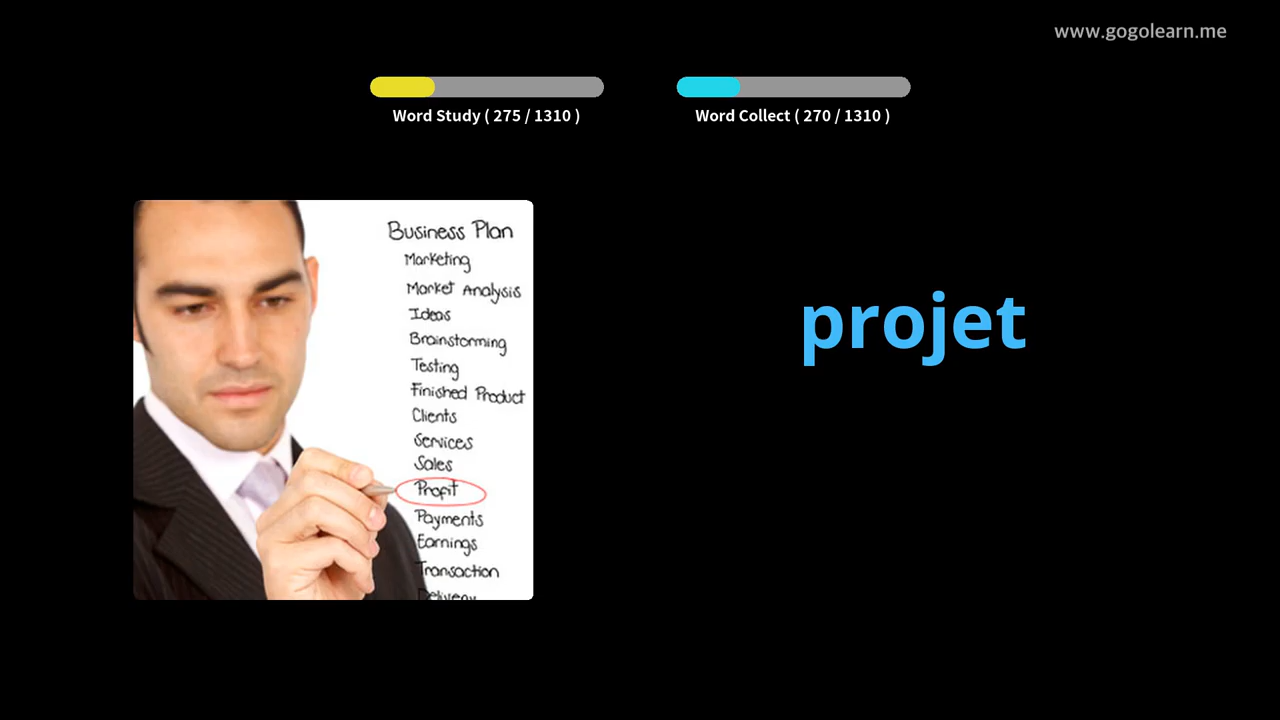 www.gogolearn.me
Word Study ( 275 / 1310 )
Word Collect ( 270 / 1310 )
Business Plan
Marketing
Market Analysis
Ideas
Brainstorming
Testing
Finished Product
Clients
Services
Sales
Profit
Payments
Earnings
Transaction
Delivery
projet